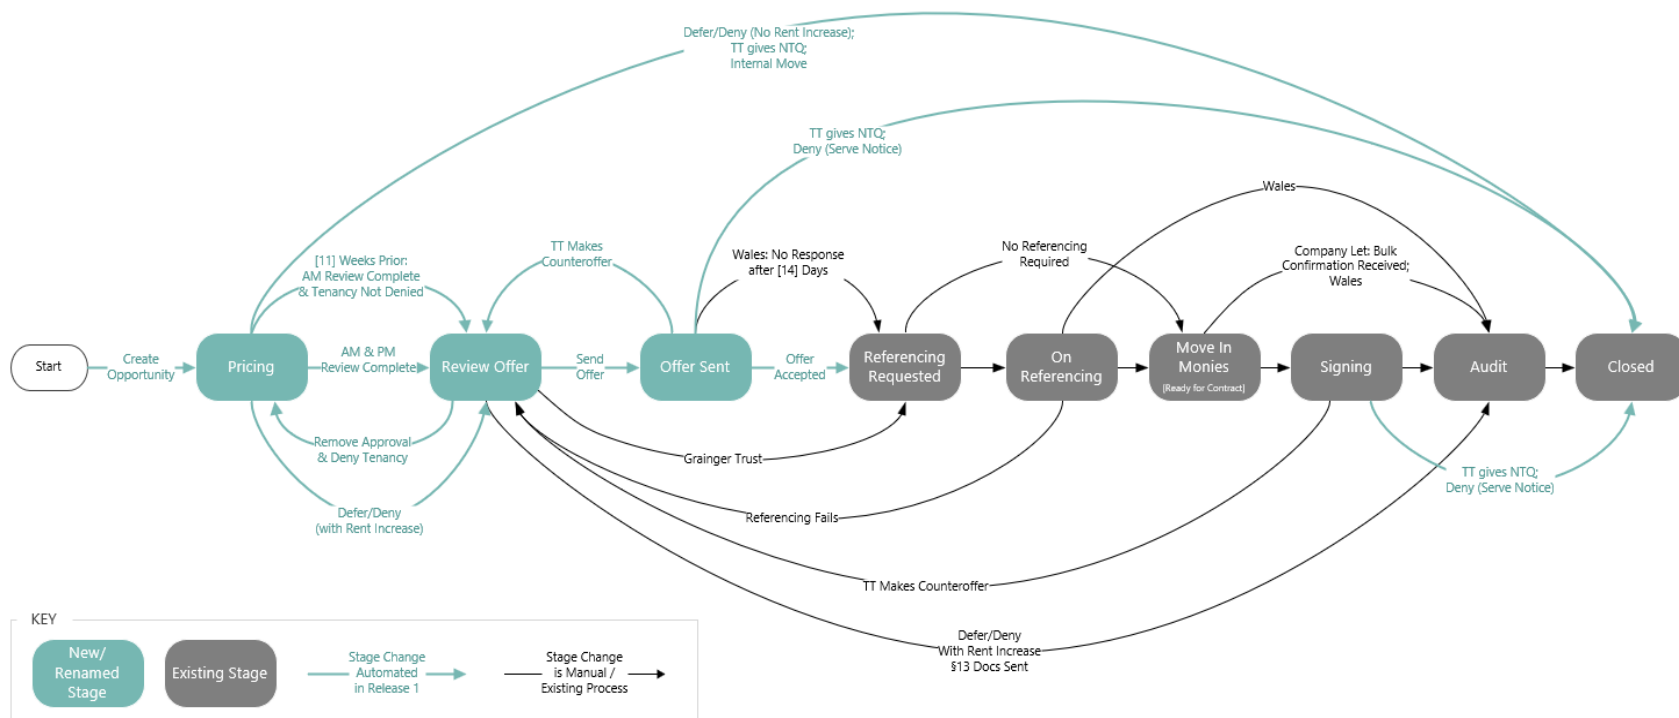 Defer/Deny (No Rent Increase);
TT gives NTQ;
Internal Move
TT gives NTQ;
Deny (Serve Notice)
Wales
[11] Weeks Prior:
AM Review Complete
& Tenancy Not Denied
TT Makes
Counteroffer
Wales: No Response
after [14] Days
No Referencing
Required
Company Let: Bulk
Confirmation Received;
Wales
Start
Create
Opportunity
Pricing
AM & PM
Review Complete
Review Offer
Send
Offer
Offer Sent
Offer
Accepted
Referencing
Requested
On
Referencing
Move In
Monies
[Ready for Contract]
Signing
Audit
Closed
Remove Approval
& Deny Tenancy
Grainger Trust
TT gives NTQ;
Deny (Serve Notice)
Defer/Deny
(with Rent Increase)
Referencing Fails
TT Makes Counteroffer
Defer/Deny
With Rent Increase
§13 Docs Sent
KEY
New/
Renamed
Stage
Existing Stage
Stage Change
Automated
in Release 1
Stage Change
is Manual /
Existing Process